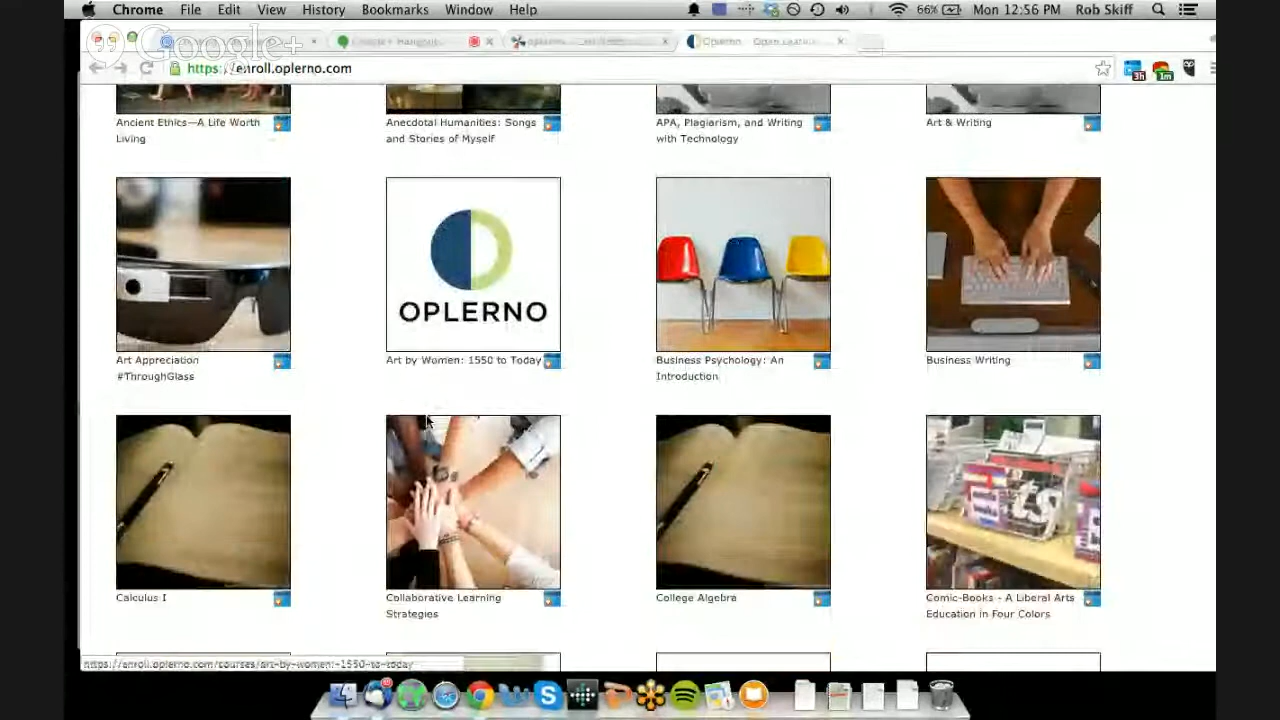 Chrome File Edit View History Bookmarks Window Help 66% Mon 12:56 PM Rob Skiff
Google+
https://enroll.oplerno.com
3h 1m
Ancient Ethics—A Life Worth
Living
Anecdotal Humanities: Songs
and Stories of Myself
APA, Plagiarism, and Writing
with Technology
Art & Writing
OPLERNO
Art Appreciation
#ThroughGlass
Art by Women: 1550 to Today
Business Psychology: An
Introduction
Business Writing
Calculus I
Collaborative Learning
Strategies
College Algebra
Comic-Books - A Liberal Arts
Education in Four Colors
https://enroll.oplerno.com/courses/art-by-women:-1550-to-today